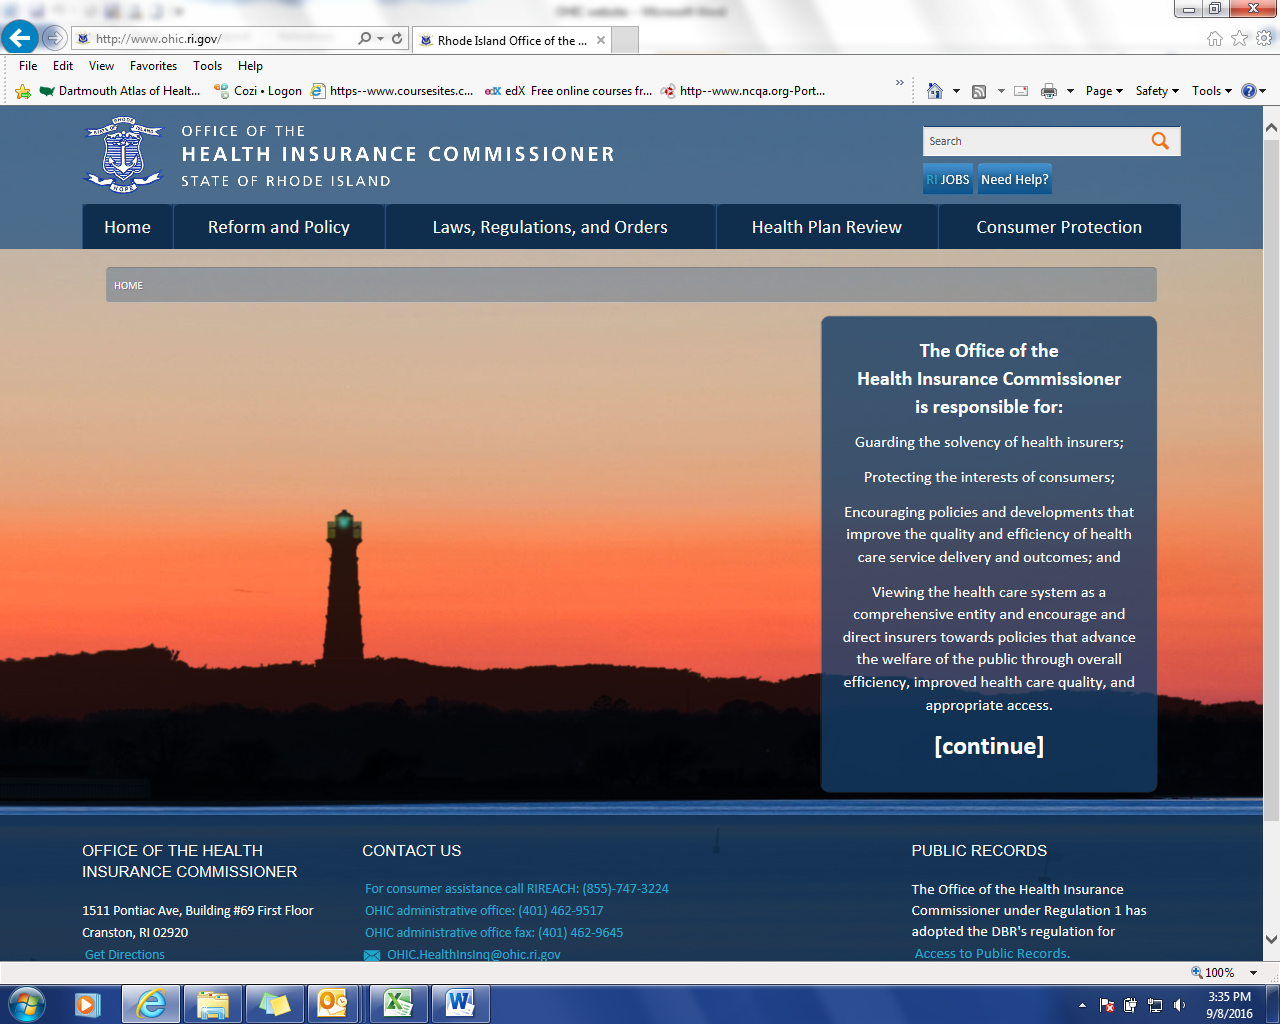 OHIC website - Microsoft Word
http://www.ohic.ri.gov/
Rhode Island Office of the ...
File Edit View Favorites Tools Help
Dartmouth Atlas of Healt... Cozi • Logon https--www.coursesites.c... edX Free online courses fr... http--www.ncqa.org-Port...
Page Safety Tools
OFFICE OF THE
HEALTH INSURANCE COMMISSIONER
STATE OF RHODE ISLAND
HOPE
Search
RI JOBS Need Help?
Home Reform and Policy Laws, Regulations, and Orders Health Plan Review Consumer Protection
HOME
The Office of the
Health Insurance Commissioner
is responsible for:
Guarding the solvency of health insurers;
Protecting the interests of consumers;
Encouraging policies and developments that
improve the quality and efficiency of health
care service delivery and outcomes; and
Viewing the health care system as a
comprehensive entity and encourage and
direct insurers towards policies that advance
the welfare of the public through overall
efficiency, improved health care quality, and
appropriate access.
[continue]
OFFICE OF THE HEALTH
INSURANCE COMMISSIONER
1511 Pontiac Ave, Building #69 First Floor
Cranston, RI 02920
Get Directions
CONTACT US
For consumer assistance call RIREACH: (855)-747-3224
OHIC administrative office: (401) 462-9517
OHIC administrative office fax: (401) 462-9645
OHIC.HealthInsInq@ohic.ri.gov
PUBLIC RECORDS
The Office of the Health Insurance
Commissioner under Regulation 1 has
adopted the DBR's regulation for
Access to Public Records.
100%
3:35 PM
9/8/2016